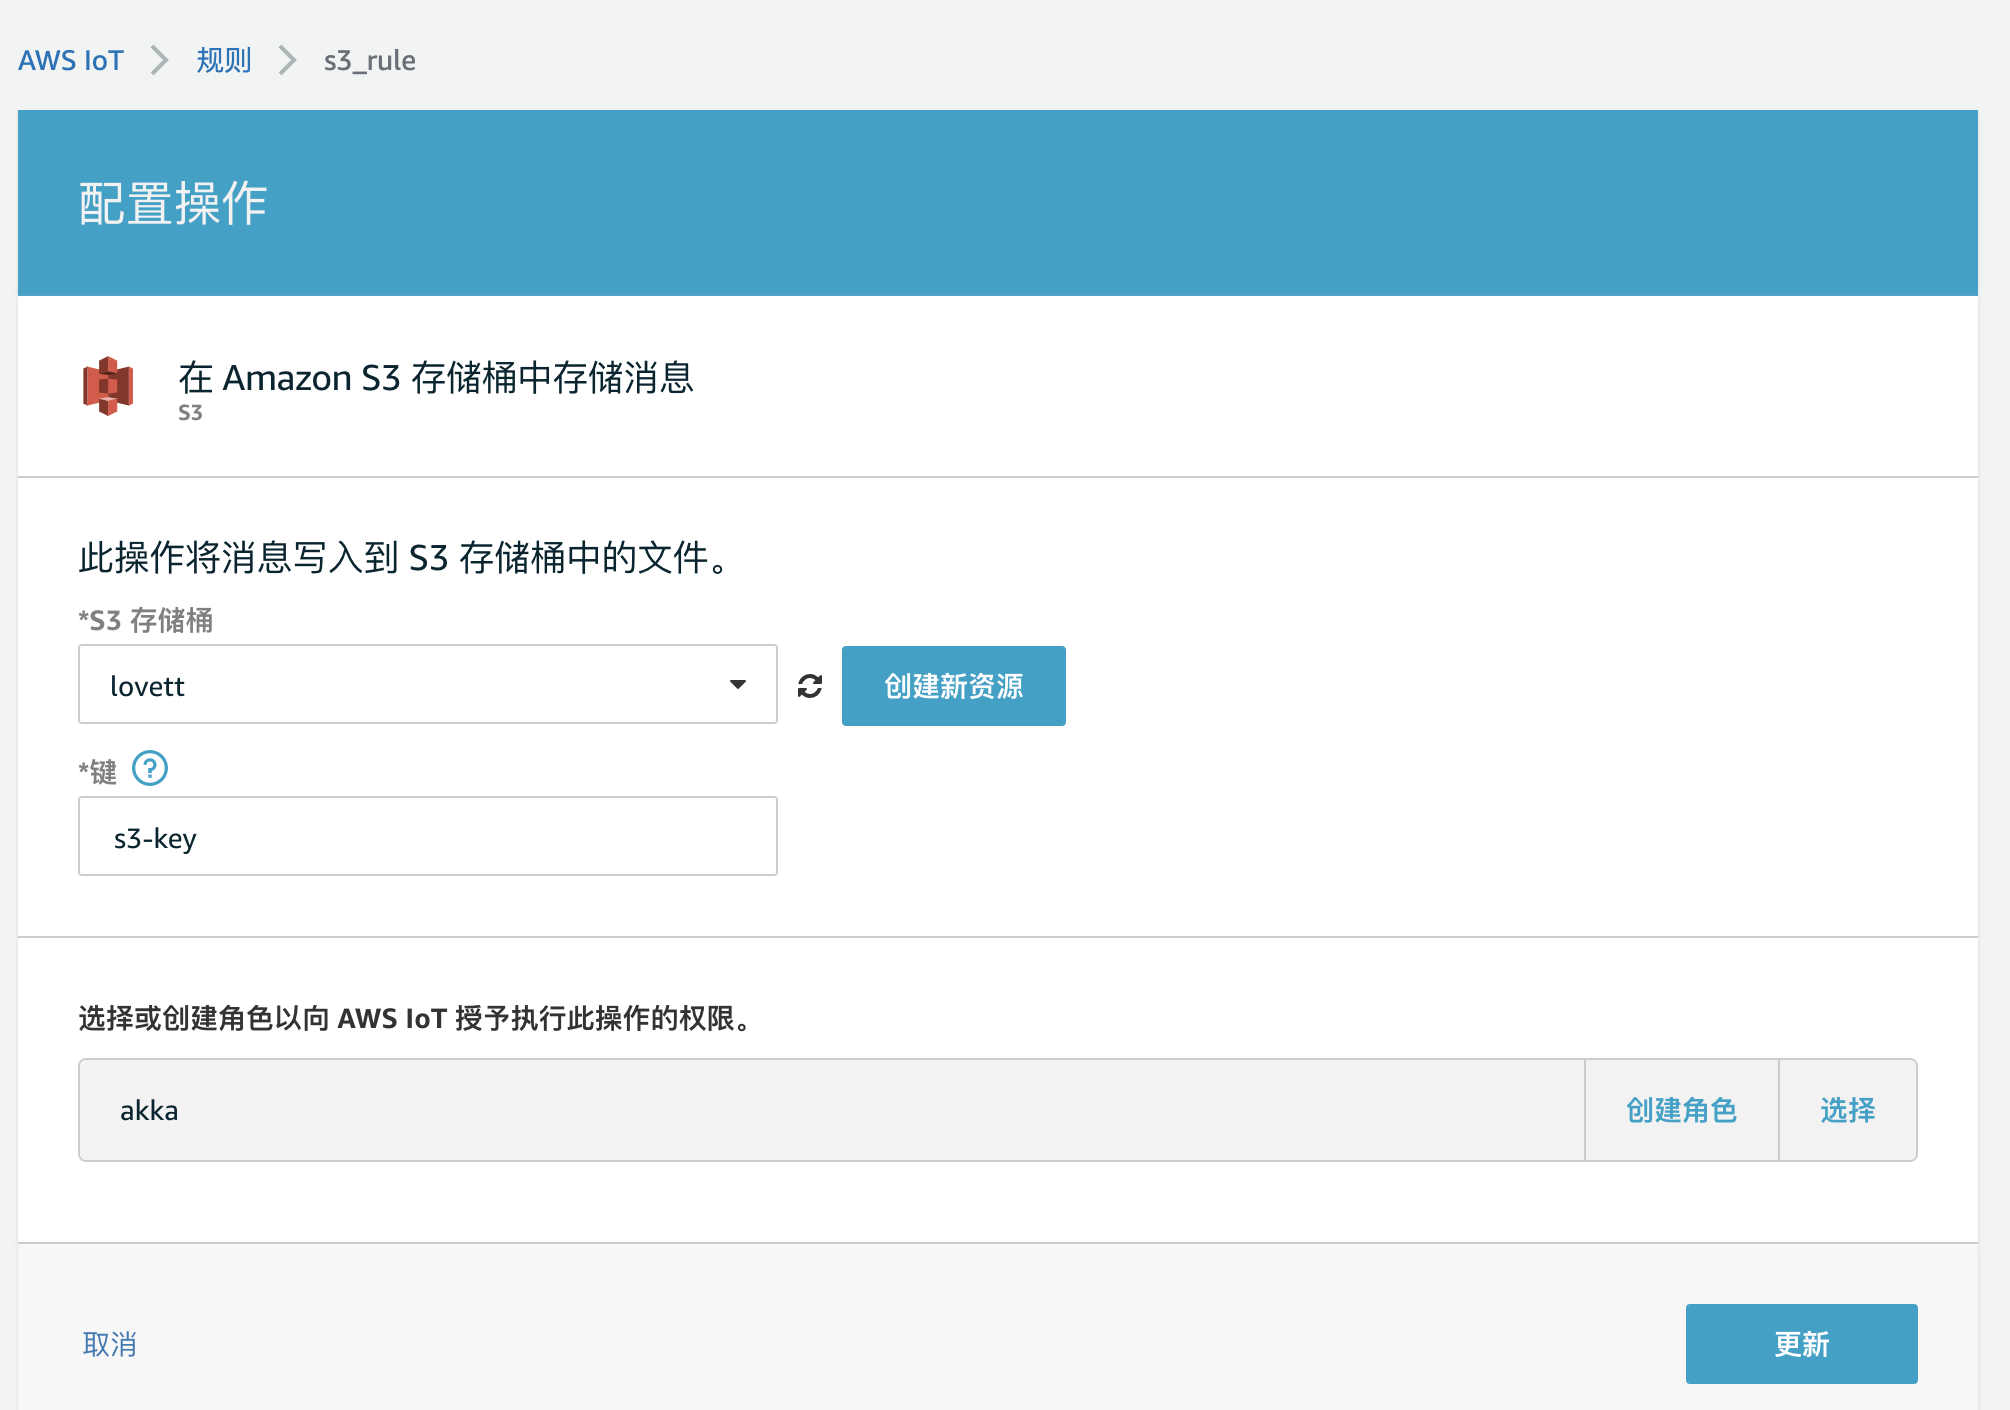 AWS IoT 规则 s3_rule
配置操作
在 Amazon S3 存储桶中存储消息
S3
此操作将消息写入到 S3 存储桶中的文件。
*S3 存储桶
lovett 创建新资源
*键 ?
s3-key
选择或创建角色以向 AWS IoT 授予执行此操作的权限。
akka 创建角色 选择
取消 更新